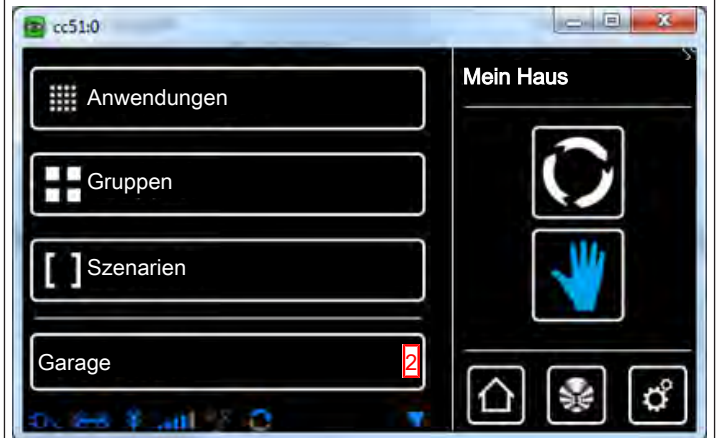 cc51:0
Anwendungen
Gruppen
[ ] Szenarien
Garage 2
Mein Haus